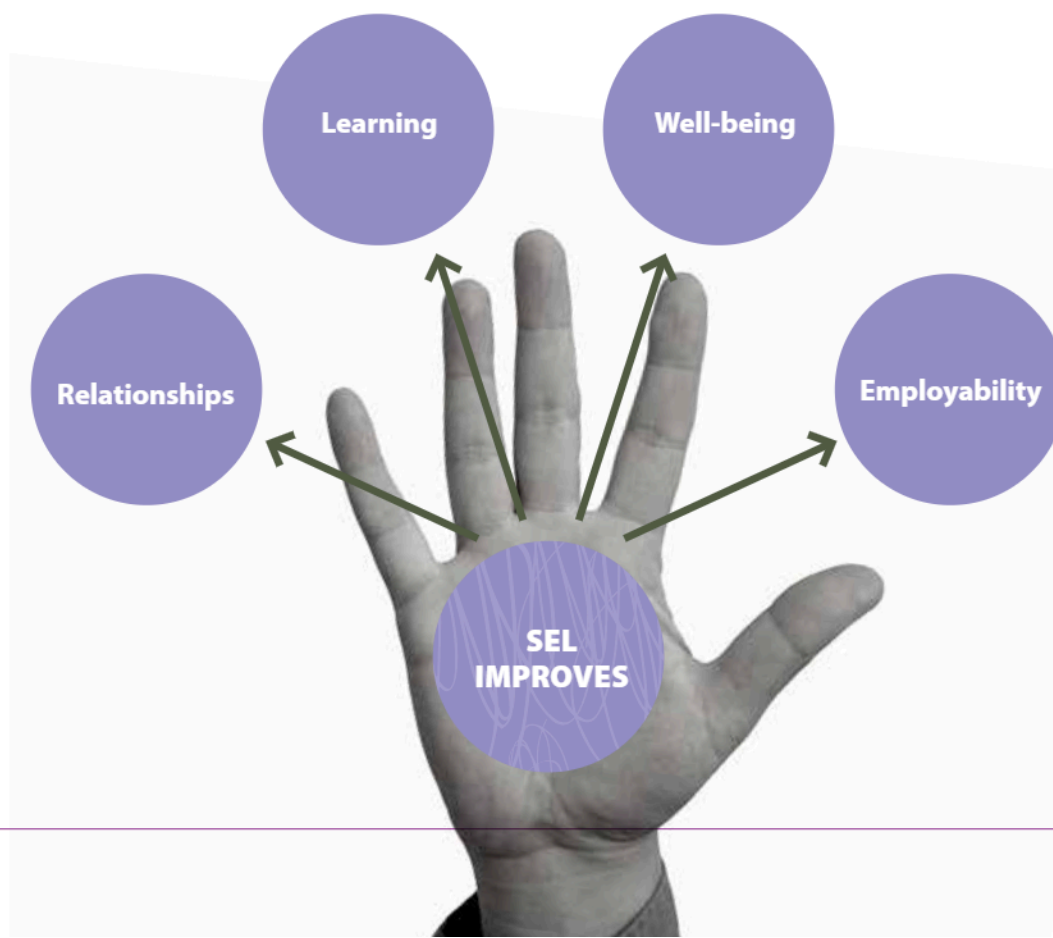 Learning
Well-being
Relationships
Employability
SEL
IMPROVES